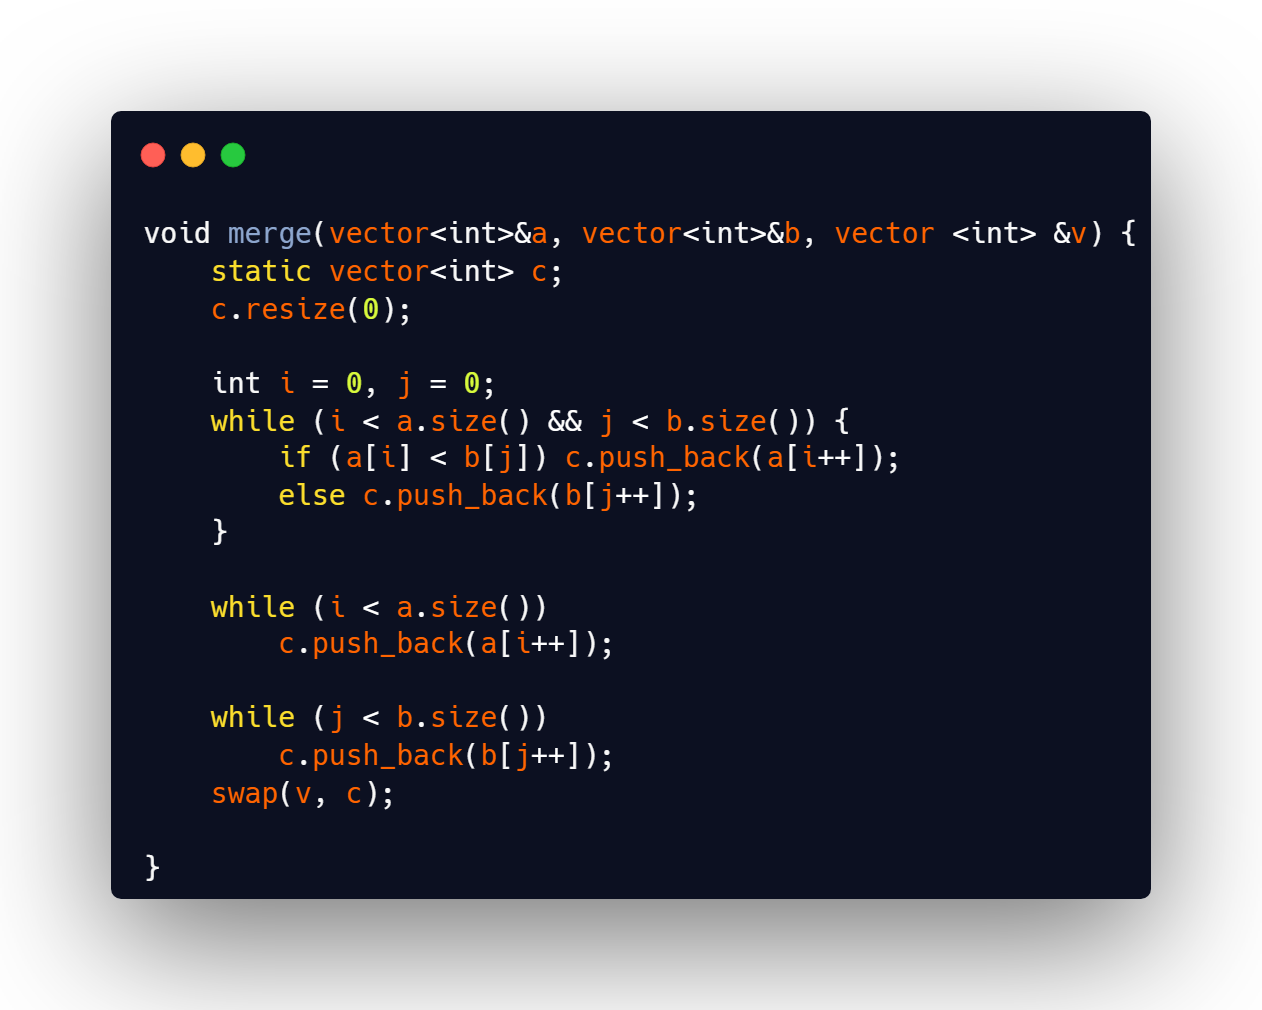 void merge(vector<int>&a, vector<int>&b, vector <int> &v) {
    static vector<int> c;
    c.resize(0);

    int i = 0, j = 0;
    while (i < a.size() && j < b.size()) {
        if (a[i] < b[j]) c.push_back(a[i++]);
        else c.push_back(b[j++]);
    }

    while (i < a.size())
        c.push_back(a[i++]);

    while (j < b.size())
        c.push_back(b[j++]);
    swap(v, c);

}